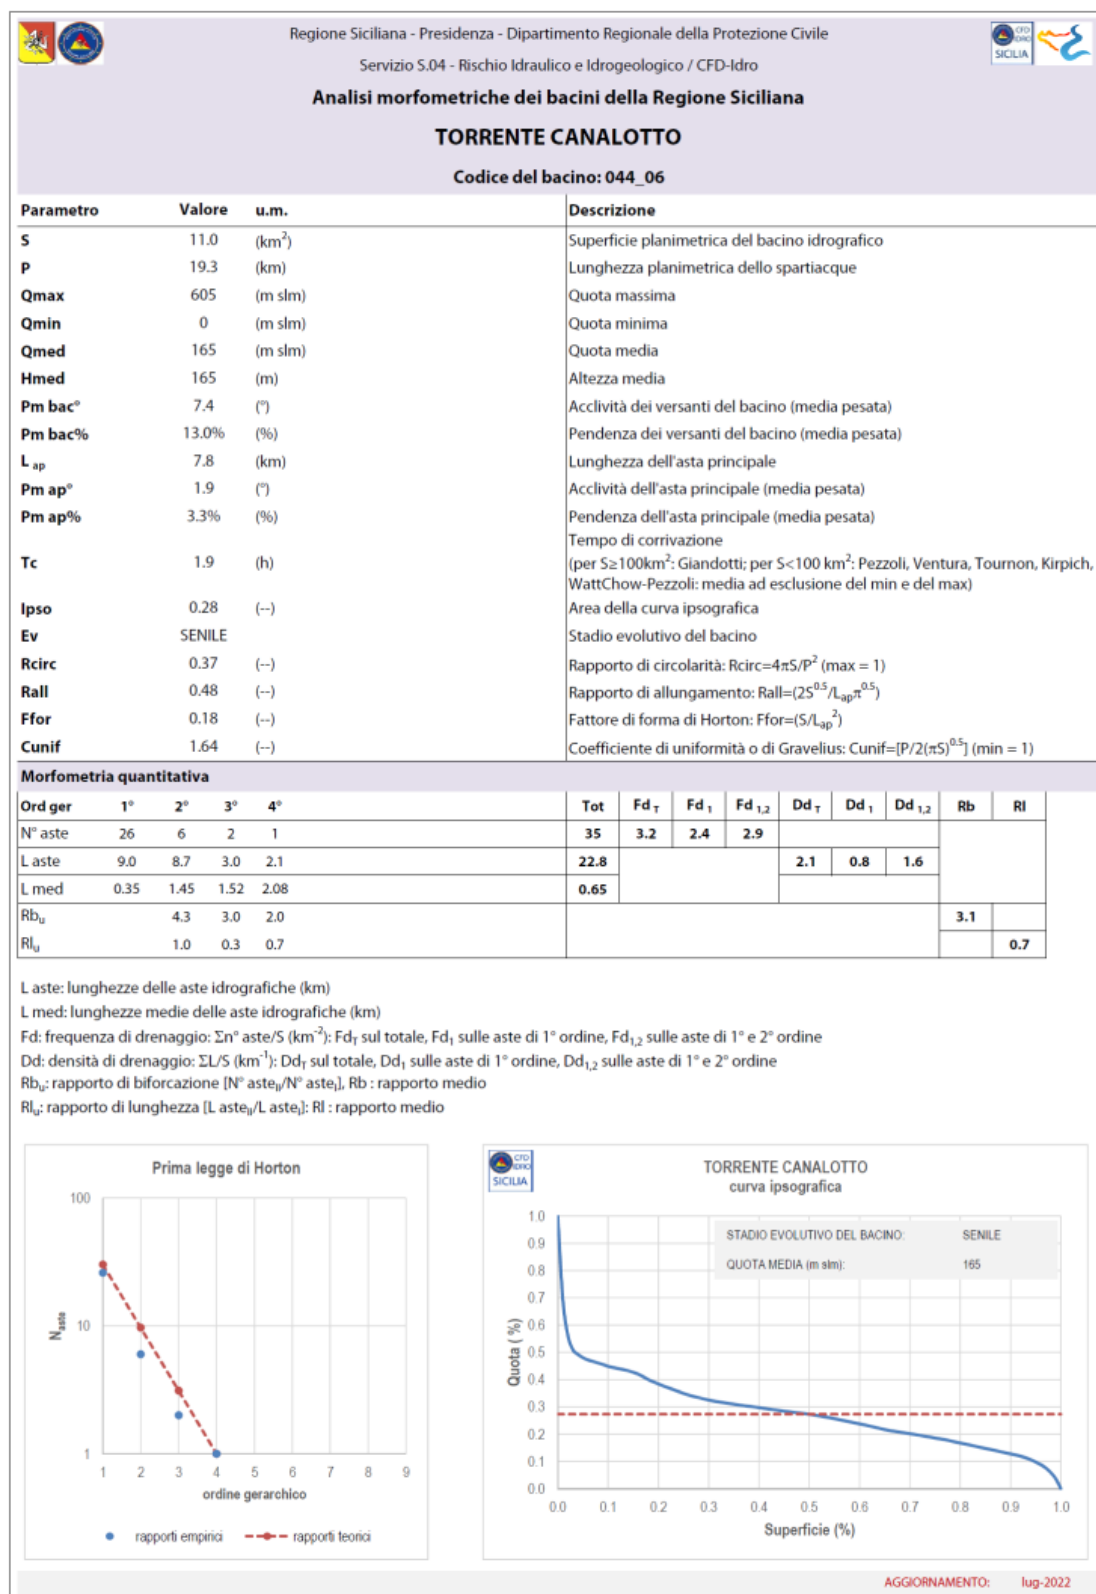 Regione Siciliana - Presidenza - Dipartimento Regionale della Protezione Civile
Servizio S.04 - Rischio Idraulico e Idrogeologico / CFD-Idro
CFD IDRO SICILIA
Analisi morfometriche dei bacini della Regione Siciliana
TORRENTE CANALOTTO
Codice del bacino: 044_06
Parametro Valore u.m. Descrizione
S 11.0 (km²) Superficie planimetrica del bacino idrografico
P 19.3 (km) Lunghezza planimetrica dello spartiacque
Qmax 605 (m slm) Quota massima
Qmin 0 (m slm) Quota minima
Qmed 165 (m slm) Quota media
Hmed 165 (m) Altezza media
Pm bac° 7.4 (°) Acclività dei versanti del bacino (media pesata)
Pm bac% 13.0% (%) Pendenza dei versanti del bacino (media pesata)
L ap 7.8 (km) Lunghezza dell'asta principale
Pm ap° 1.9 (°) Acclività dell'asta principale (media pesata)
Pm ap% 3.3% (%) Pendenza dell'asta principale (media pesata)
Tc 1.9 (h) Tempo di corrivazione
(per S≥100km²: Giandotti; per S<100 km²: Pezzoli, Ventura, Tournon, Kirpich,
WattChow-Pezzoli: media ad esclusione del min e del max)
Ipso 0.28 (--) Area della curva ipsografica
Ev SENILE Stadio evolutivo del bacino
Rcirc 0.37 (--) Rapporto di circolarità: Rcirc=4πS/P² (max = 1)
Rall 0.48 (--) Rapporto di allungamento: Rall=(2S^0.5/L_apπ^0.5)
Ffor 0.18 (--) Fattore di forma di Horton: Ffor=(S/L_ap²)
Cunif 1.64 (--) Coefficiente di uniformità o di Gravelius: Cunif=[P/2(πS)^0.5] (min = 1)
Morfometria quantitativa
Ord ger 1° 2° 3° 4° Tot Fd T Fd 1 Fd 1,2 Dd T Dd 1 Dd 1,2 Rb Rl
N° aste 26 6 2 1 35 3.2 2.4 2.9
L aste 9.0 8.7 3.0 2.1 22.8 2.1 0.8 1.6
L med 0.35 1.45 1.52 2.08 0.65
Rbu 4.3 3.0 2.0 3.1
Rlu 1.0 0.3 0.7 0.7
L aste: lunghezze delle aste idrografiche (km)
L med: lunghezze medie delle aste idrografiche (km)
Fd: frequenza di drenaggio: Σn° aste/S (km⁻²): FdT sul totale, Fd1 sulle aste di 1° ordine, Fd1,2 sulle aste di 1° e 2° ordine
Dd: densità di drenaggio: ΣL/S (km⁻¹): DdT sul totale, Dd1 sulle aste di 1° ordine, Dd1,2 sulle aste di 1° e 2° ordine
Rbu: rapporto di biforcazione [N° asteII/N° asteI], Rb : rapporto medio
Rlu: rapporto di lunghezza [L asteII/L asteI]: Rl : rapporto medio
Prima legge di Horton
100
10
1
Naste
1 2 3 4 5 6 7 8 9
ordine gerarchico
rapporti empirici rapporti teorici
CFD IDRO SICILIA
TORRENTE CANALOTTO
curva ipsografica
STADIO EVOLUTIVO DEL BACINO: SENILE
QUOTA MEDIA (m slm): 165
1.0
0.9
0.8
0.7
0.6
0.5
0.4
0.3
0.2
0.1
0.0
Quota ( %)
0.0 0.1 0.2 0.3 0.4 0.5 0.6 0.7 0.8 0.9 1.0
Superficie (%)
AGGIORNAMENTO: lug-2022